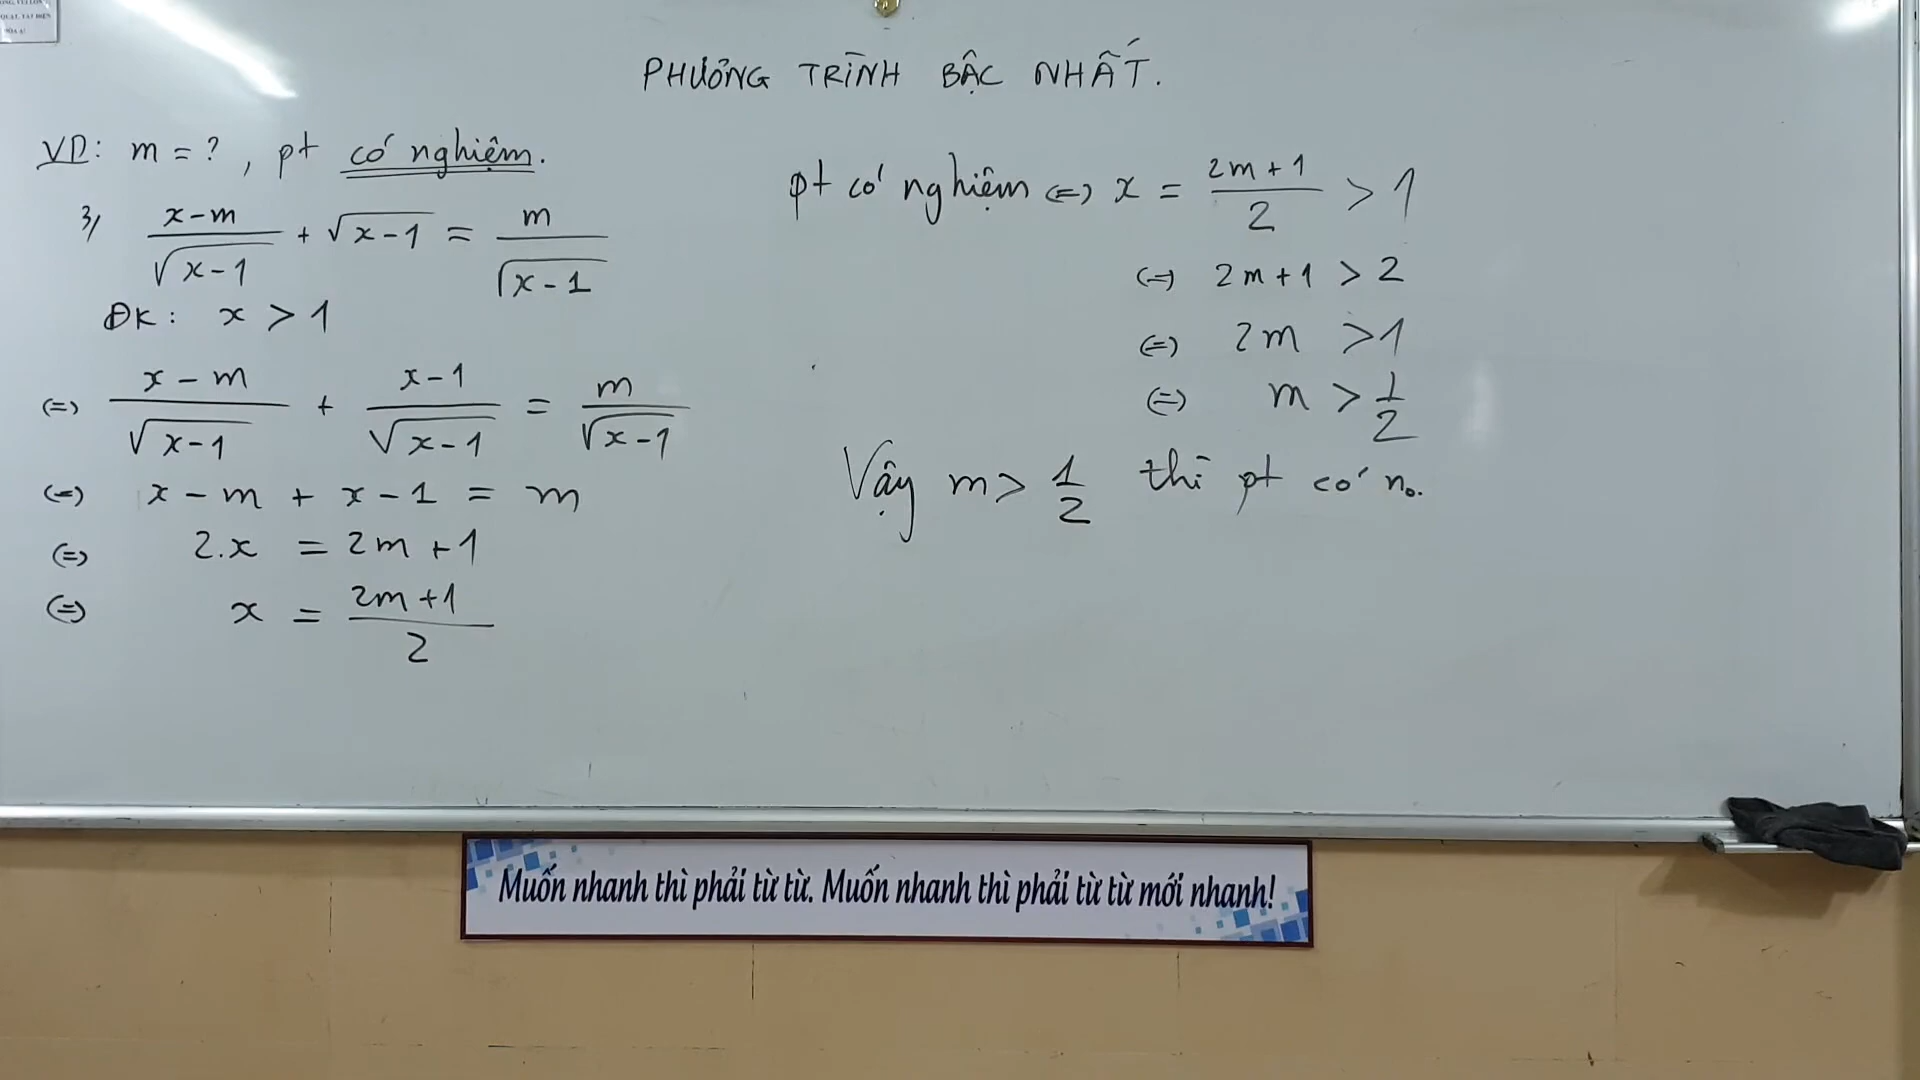 PHƯƠNG TRÌNH BẬC NHẤT.
VD: m = ?, pt có nghiệm.
3/ (x-m)/√(x-1) + √(x-1) = m/√(x-1)
ĐK: x > 1
(=) (x-m)/√(x-1) + (x-1)/√(x-1) = m/√(x-1)
(=) x - m + x - 1 = m
(=) 2.x = 2m + 1
(=) x = (2m+1)/2
pt có nghiệm (=) x = (2m+1)/2 > 1
(=) 2m + 1 > 2
(=) 2m > 1
(=) m > 1/2
Vậy m > 1/2 thì pt có no.
Muốn nhanh thì phải từ từ. Muốn nhanh thì phải từ từ mới nhanh!